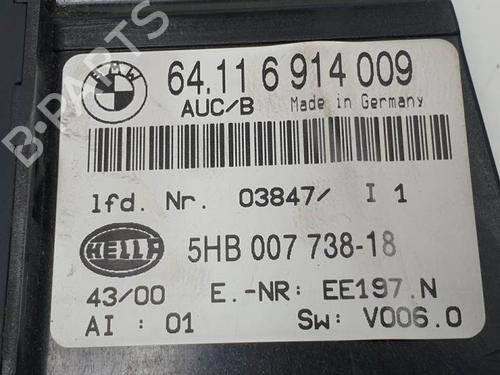 B-PARTS
BMW
64.11 6 914 009
AUC/B Made in Germany
lfd. Nr. 03847/ I 1
HELLA
5HB 007 738-18
43/00 E.-NR: EE197.N
AI : 01 Sw: V006.0